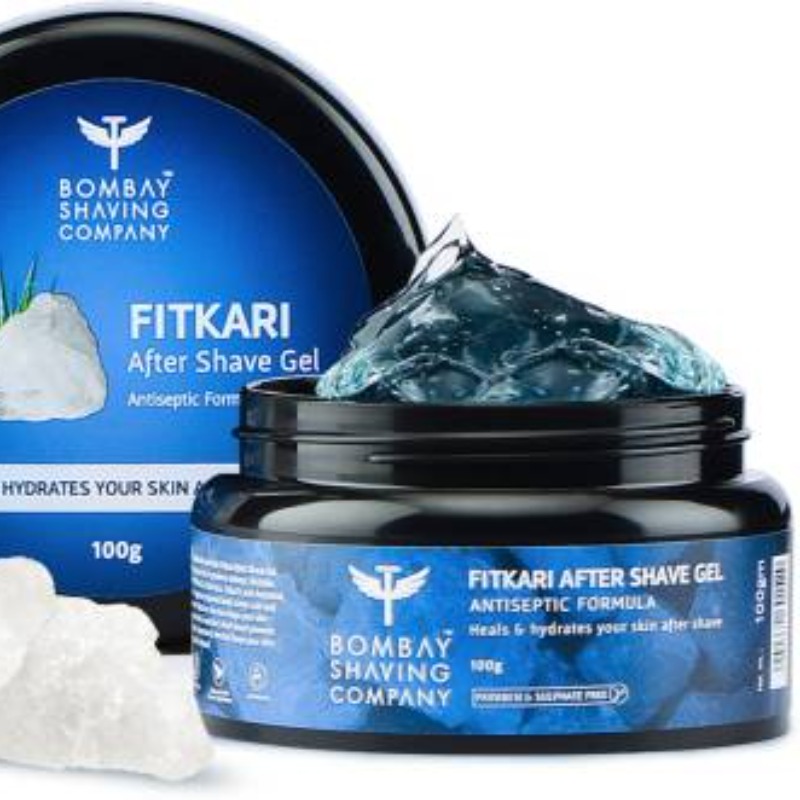 BOMBAY
SHAVING
COMPANY
FITKARI
After Shave Gel
Antiseptic Form
HYDRATES YOUR SKIN A
100g
BOMBAY
SHAVING
COMPANY
FITKARI AFTER SHAVE GEL
ANTISEPTIC FORMULA
Heals & hydrates your skin after shave
100g
PARABEN & SULPHATE FREE
100gm